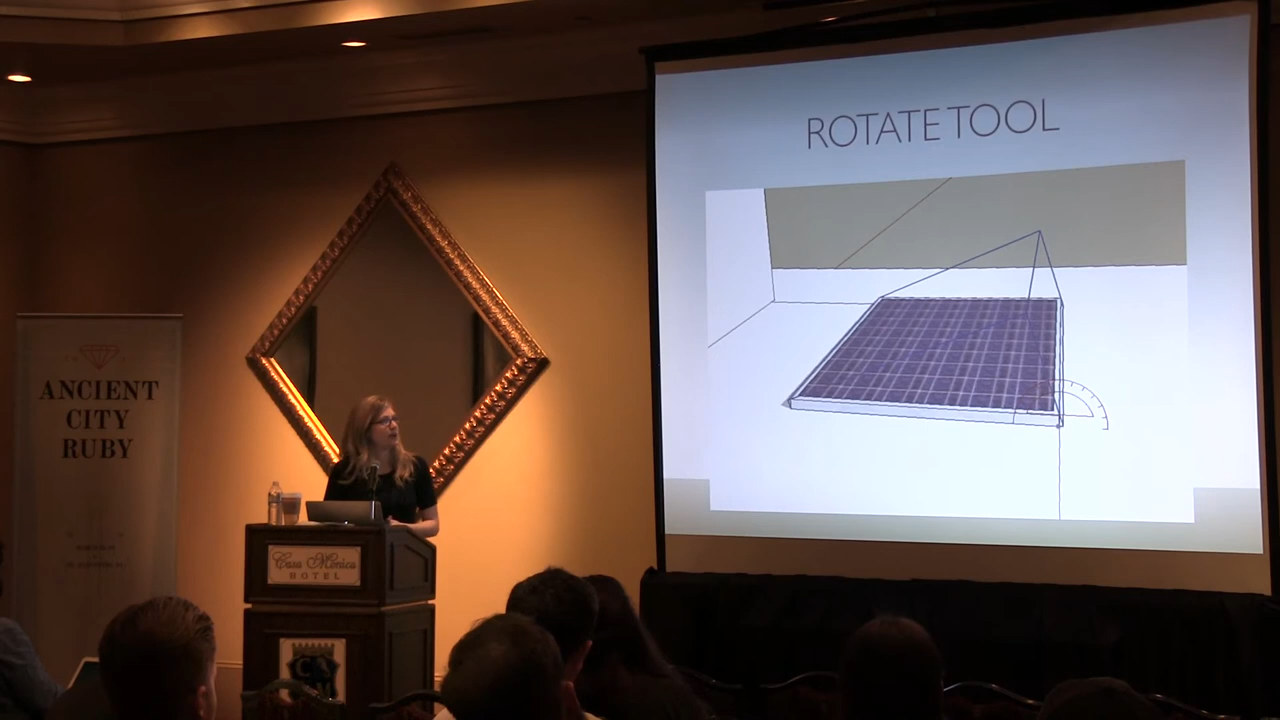 ROTATE TOOL
ANCIENT
CITY
RUBY
Casa Monica
HOTEL